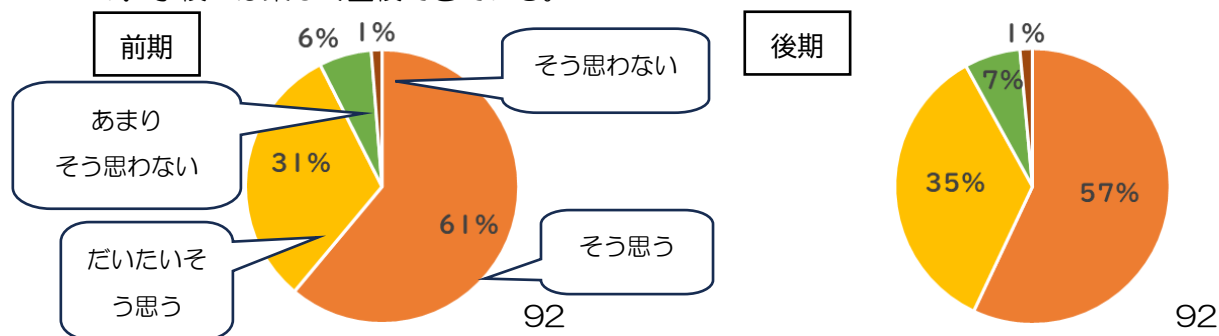 前期
6%
1%
そう思わない
後期
1%
あまり
そう思わない
7%
31%
35%
57%
61%
だいたいそ
う思う
そう思う
92
92